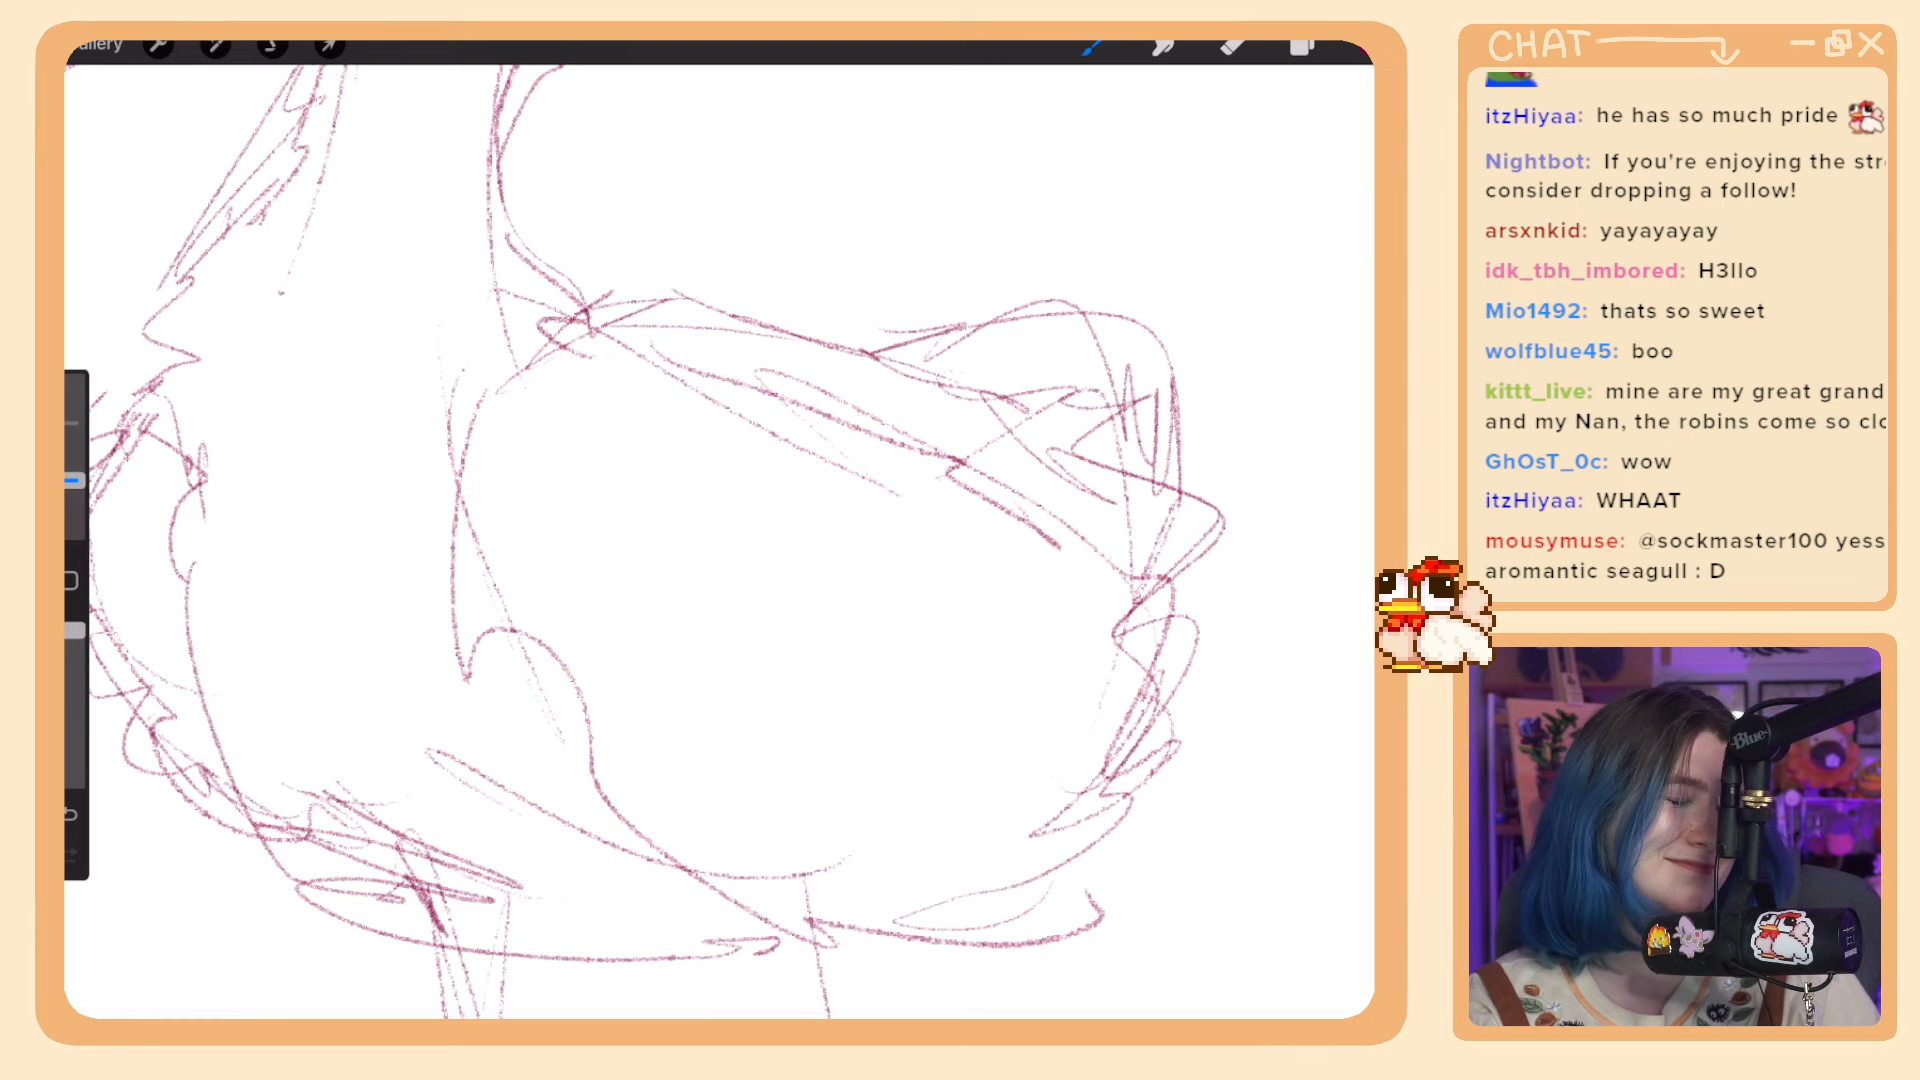 allery
CHAT
itzHiyaa: he has so much pride
Nightbot: If you're enjoying the str
consider dropping a follow!
arsxnkid: yayayayay
idk_tbh_imbored: H3llo
Mio1492: thats so sweet
wolfblue45: boo
kittt_live: mine are my great grand
and my Nan, the robins come so clo
GhOsT_0c: wow
itzHiyaa: WHAAT
mousymuse: @sockmaster100 yess
aromantic seagull : D
Blue